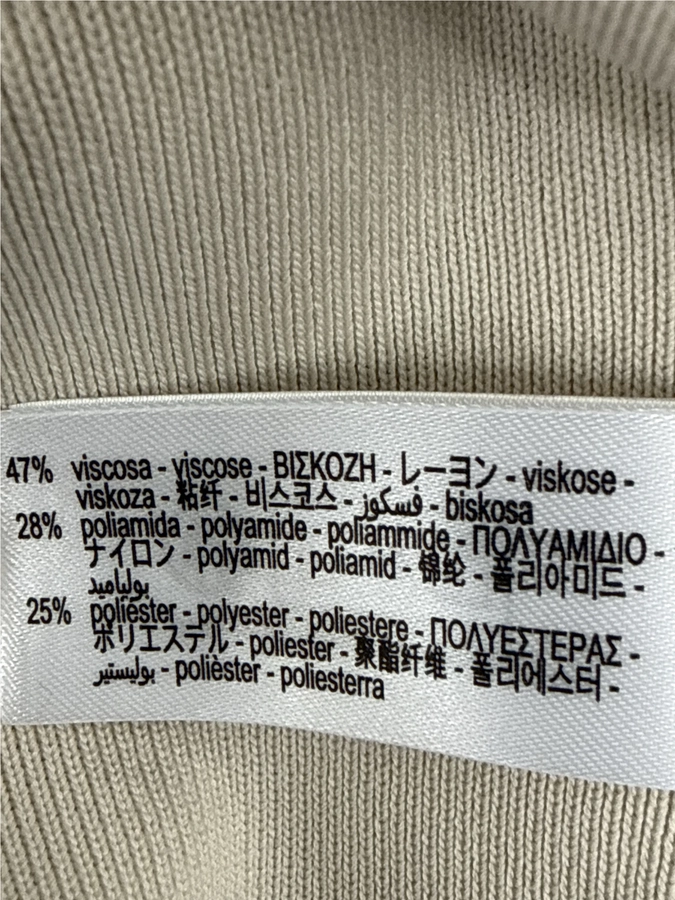 47% viscosa - viscose - ΒΙΣΚΟΖΗ - レーヨン - viskose -
viskoza - 粘纤 - 비스코스 - فسكوز - biskosa
28% poliamida - polyamide - poliammide - ΠΟΛΥΑΜΙΔΙΟ -
ナイロン - polyamid - poliamid - 锦纶 - 폴리아미드 -
بولياميد
25% poliéster - polyester - poliestere - ΠΟΛΥΕΣΤΕΡΑΣ -
ポリエステル - poliester - 聚酯纤维 - 폴리에스터 -
بوليستير - polièster - poliesterra